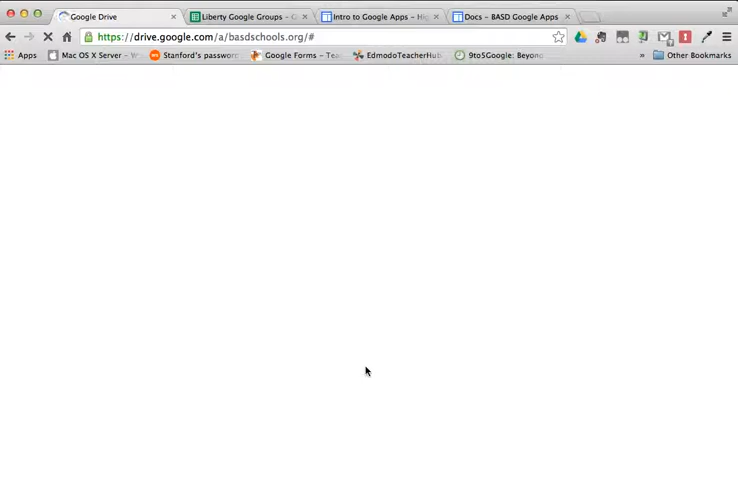 Google Drive
Liberty Google Groups - G
Intro to Google Apps - Hig
Docs - BASD Google Apps
https://drive.google.com/a/basdschools.org/#
Apps
Mac OS X Server - W
Stanford's password
Google Forms - Tea
EdmodoTeacherHub
9to5Google: Beyond
»
Other Bookmarks